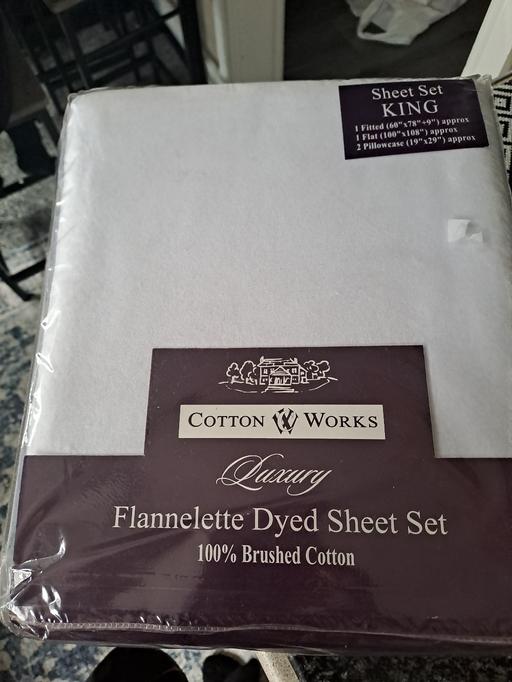 Sheet Set
KING
1 Fitted (60"x78"+9") approx
1 Flat (100"x108") approx
2 Pillowcase (19"x29") approx
COTTON WORKS
Luxury
Flannelette Dyed Sheet Set
100% Brushed Cotton